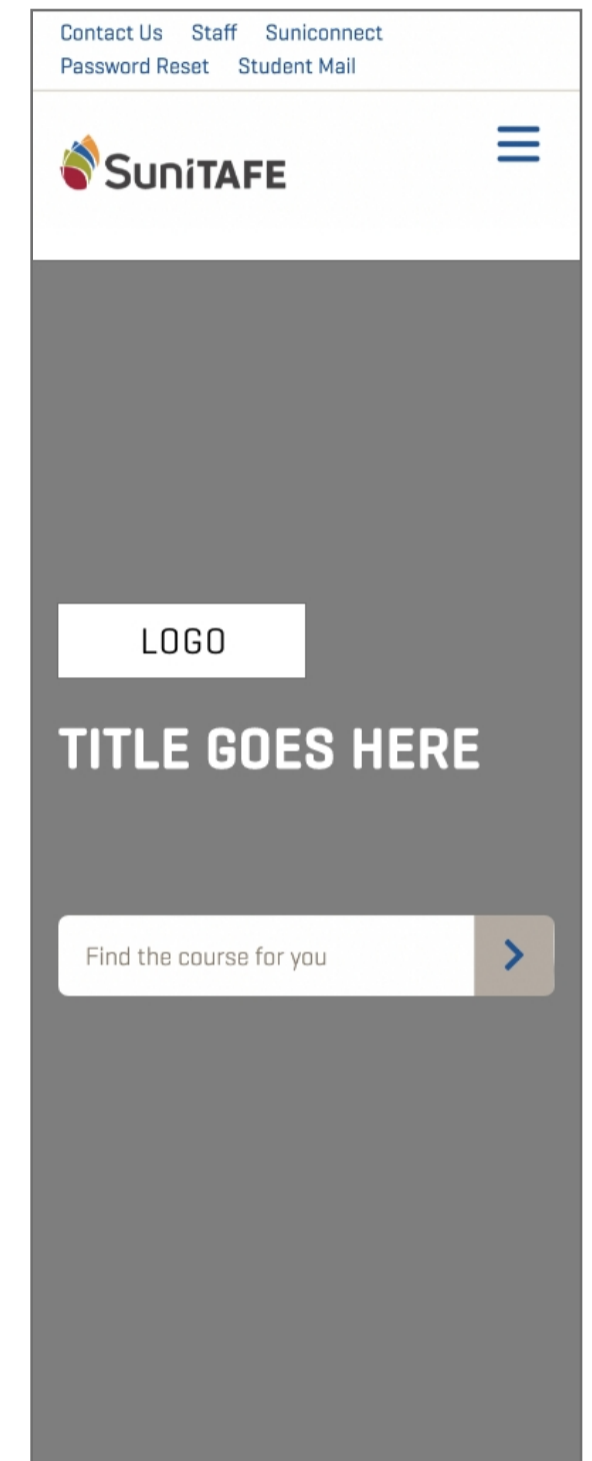 Contact Us Staff Suniconnect
Password Reset Student Mail
SuniTAFE
LOGO
TITLE GOES HERE
Find the course for you